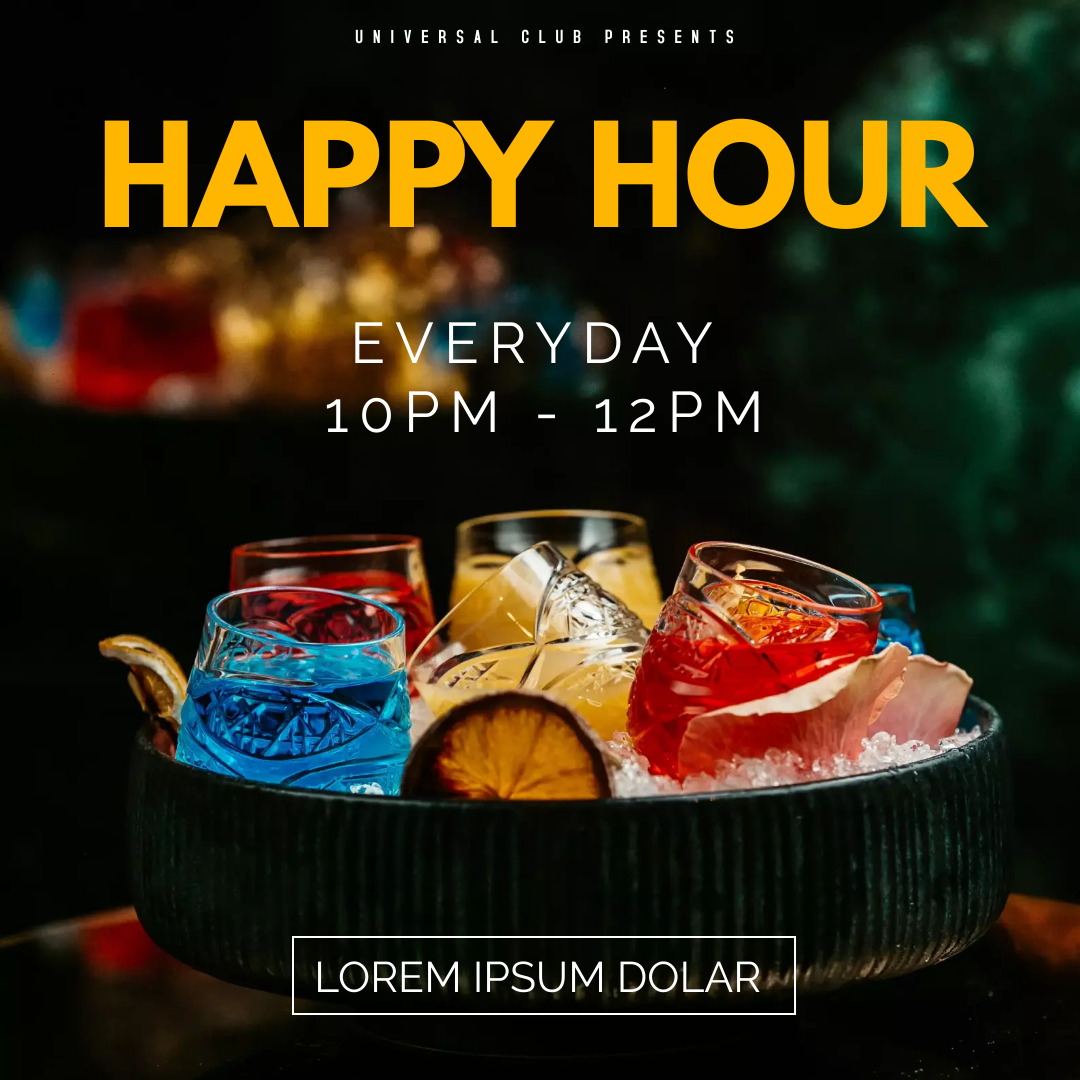 UNIVERSAL CLUB PRESENTS
HAPPY HOUR
EVERYDAY
10PM - 12PM
LOREM IPSUM DOLAR